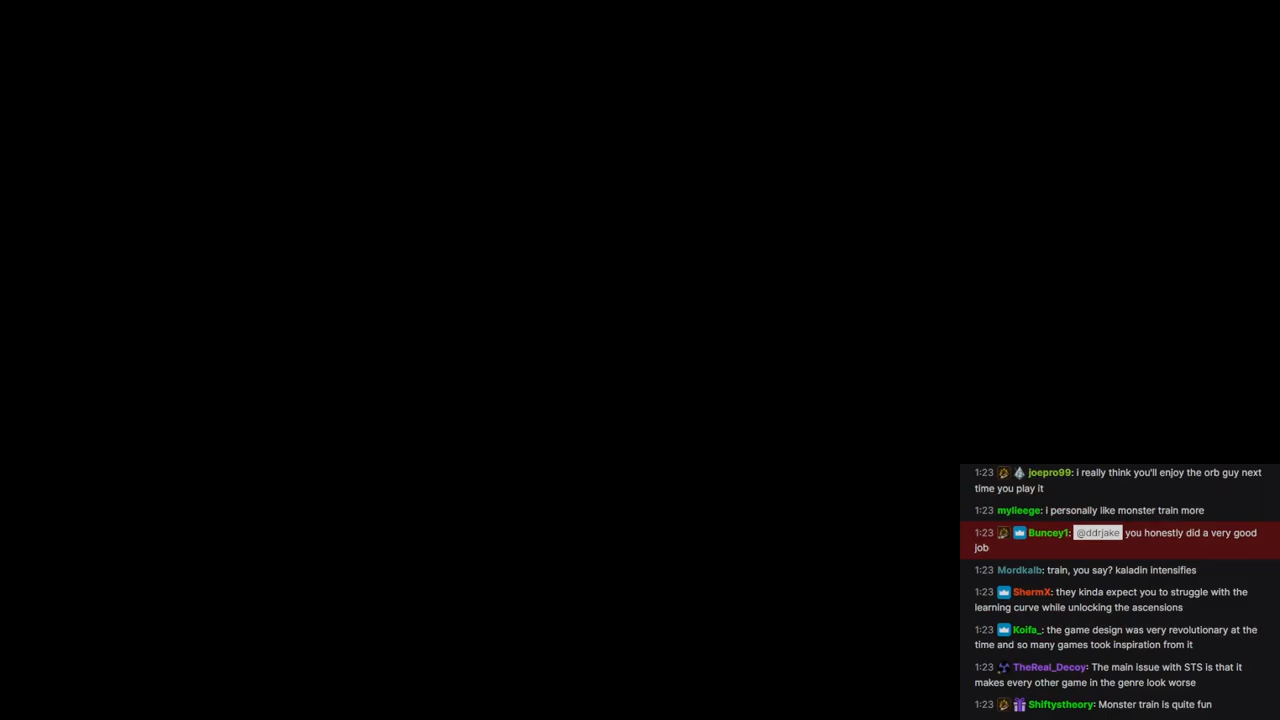 1:23 joepro99: i really think you'll enjoy the orb guy next
time you play it
1:23 mylieege: i personally like monster train more
1:23 Buncey1: @ddrjake you honestly did a very good
job
1:23 Mordkalb: train, you say? kaladin intensifies
1:23 ShermX: they kinda expect you to struggle with the
learning curve while unlocking the ascensions
1:23 Koifa_: the game design was very revolutionary at the
time and so many games took inspiration from it
1:23 TheReal_Decoy: The main issue with STS is that it
makes every other game in the genre look worse
1:23 Shiftystheory: Monster train is quite fun